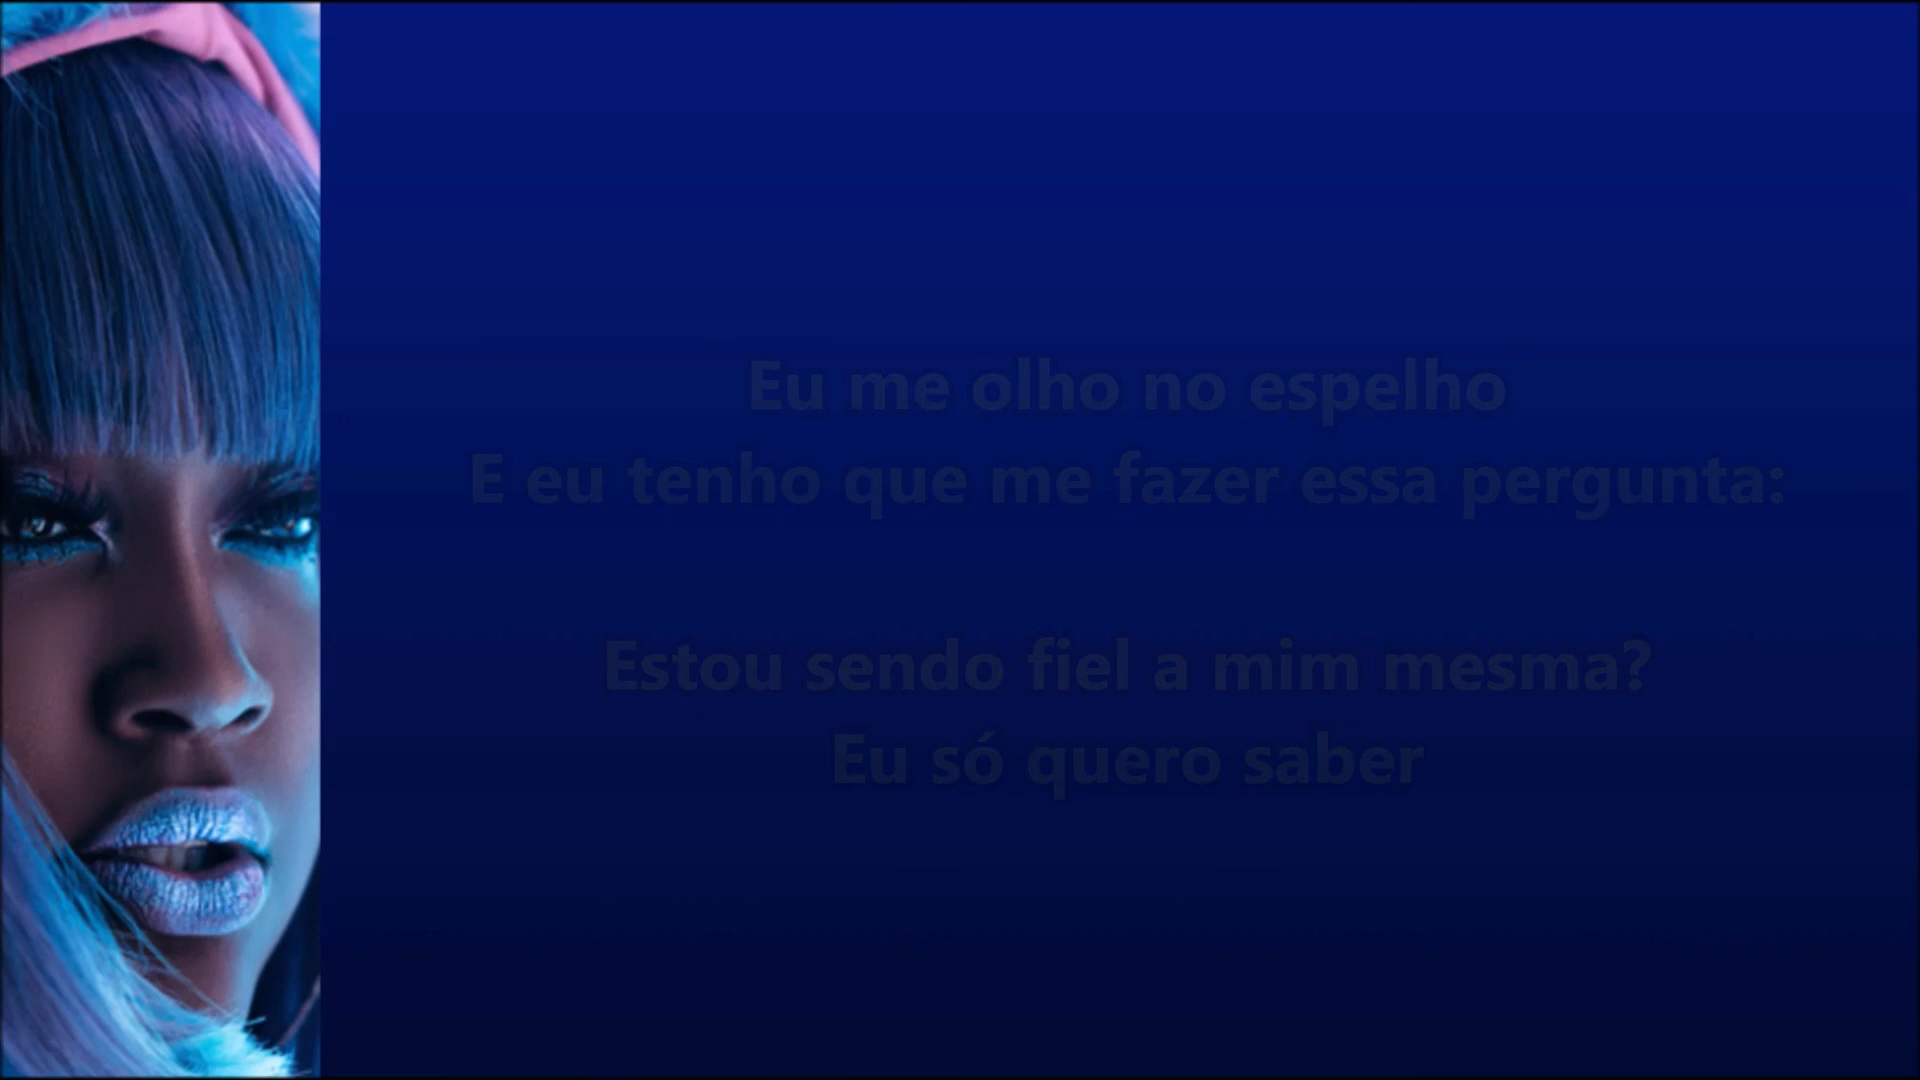 Eu me olho no espelho
E eu tenho que me fazer essa pergunta:
Estou sendo fiel a mim mesma?
Eu só quero saber